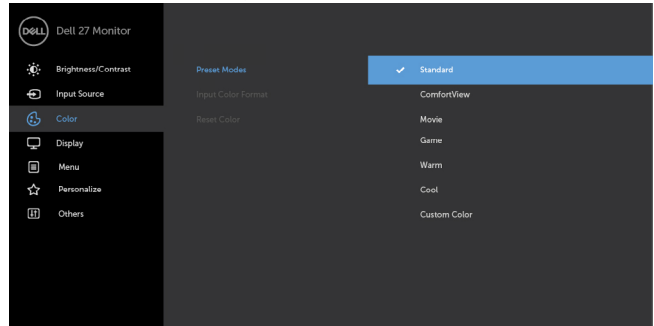 DELL Dell 27 Monitor
Brightness/Contrast
Input Source
Color
Display
Menu
Personalize
Others
Preset Modes
Input Color Format
Reset Color
Standard
ComfortView
Movie
Game
Warm
Cool
Custom Color